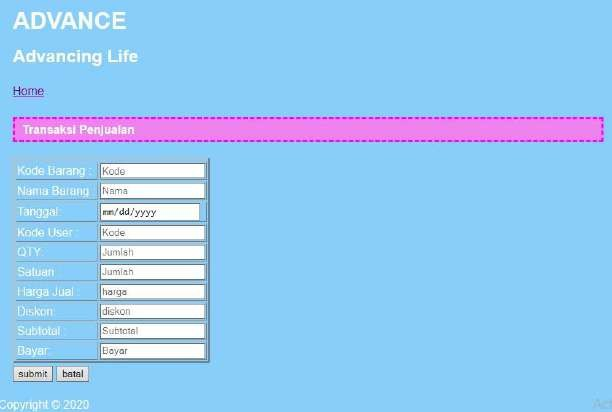 ADVANCE
Advancing Life
Home
Transaksi Penjualan
Kode Barang : Kode
Nama Barang Nama
Tanggal: mm/dd/yyyy
Kode User : Kode
QTY: Jumlah
Satuan : Jumlah
Harga Jual : harga
Diskon: diskon
Subtotal : Subtotal
Bayar: Bayar
submit batal
Copyright © 2020